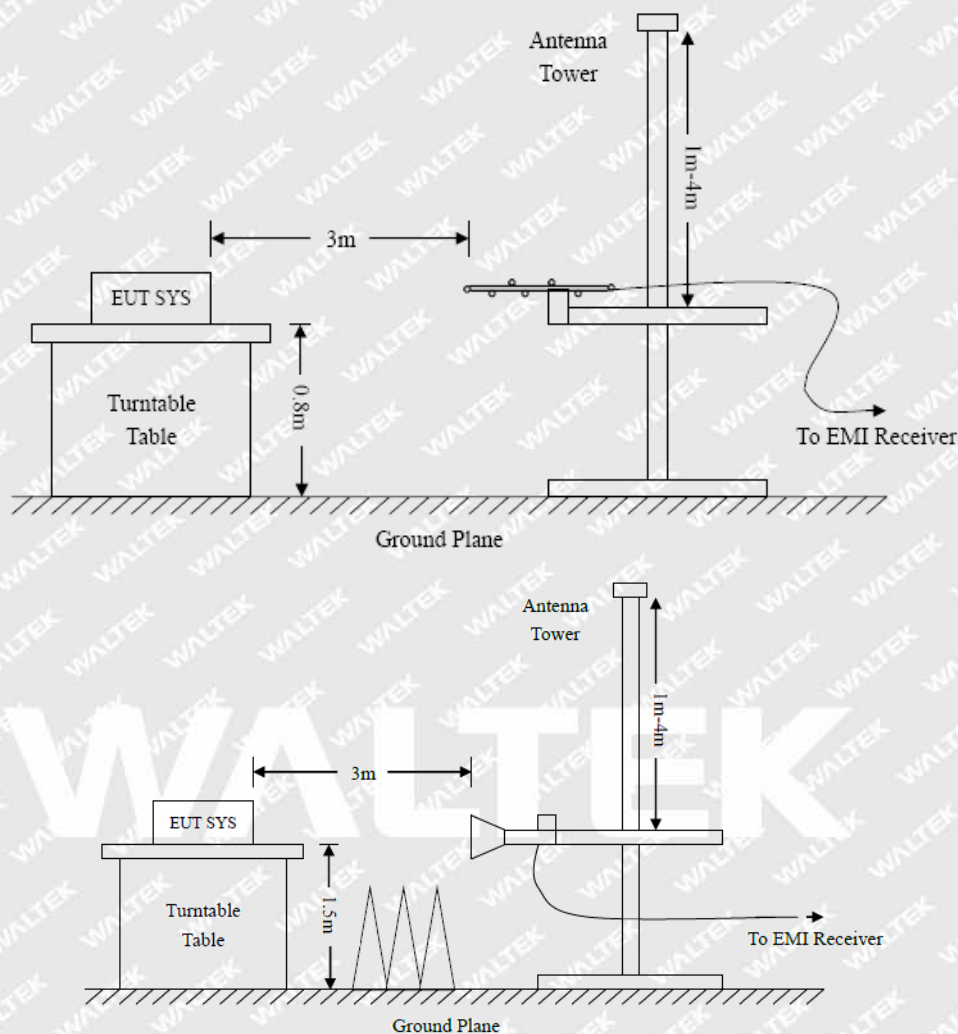 Antenna
Tower
1m-4m
3m
EUT SYS
0.8m
Turntable
Table
To EMI Receiver
Ground Plane
Antenna
Tower
1m-4m
WALTEK
3m
EUT SYS
1.5m
Turntable
Table
To EMI Receiver
Ground Plane